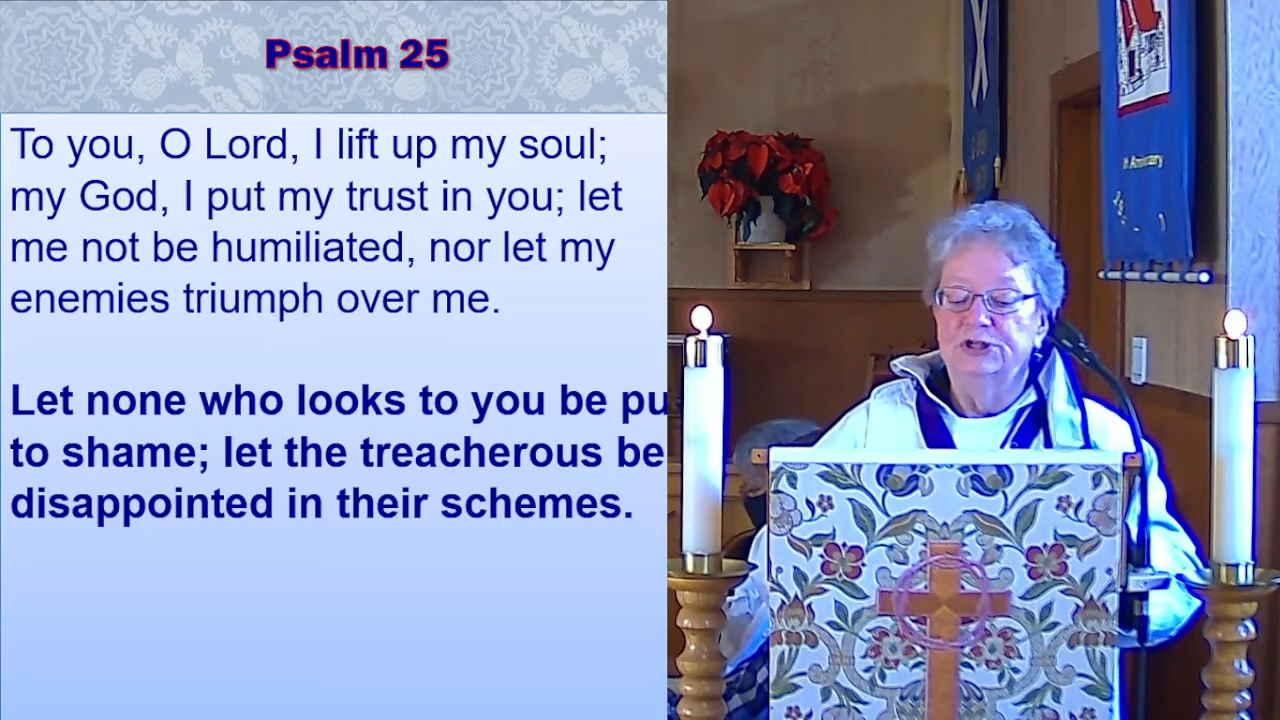 Psalm 25
To you, O Lord, I lift up my soul;
my God, I put my trust in you; let
me not be humiliated, nor let my
enemies triumph over me.
Let none who looks to you be pu
to shame; let the treacherous be
disappointed in their schemes.